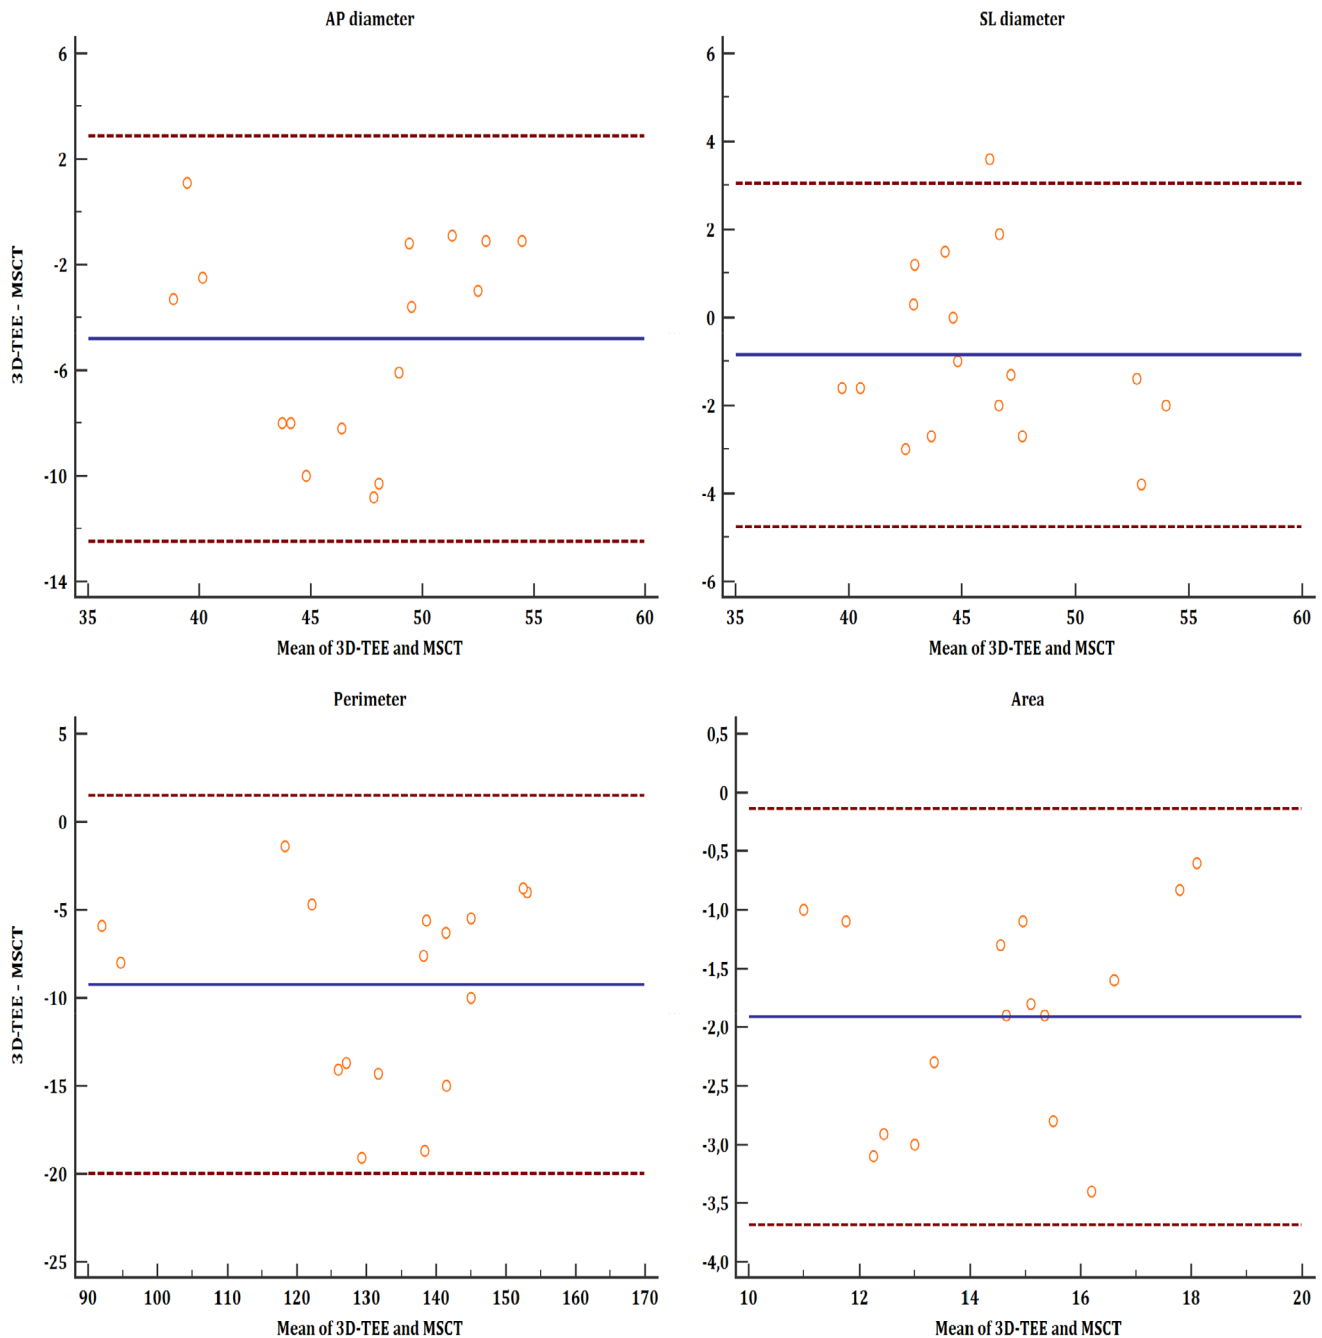 AP diameter
6
2
-2
-6
-10
-14
3D-TEE - MSCT
35 40 45 50 55 60
Mean of 3D-TEE and MSCT
SL diameter
6
4
2
0
-2
-4
-6
35 40 45 50 55 60
Mean of 3D-TEE and MSCT
Perimeter
5
0
-5
-10
-15
-20
-25
3D-TEE - MSCT
90 100 110 120 130 140 150 160 170
Mean of 3D-TEE and MSCT
Area
0,5
0
-0,5
-1,0
-1,5
-2,0
-2,5
-3,0
-3,5
-4,0
10 12 14 16 18 20
Mean of 3D-TEE and MSCT